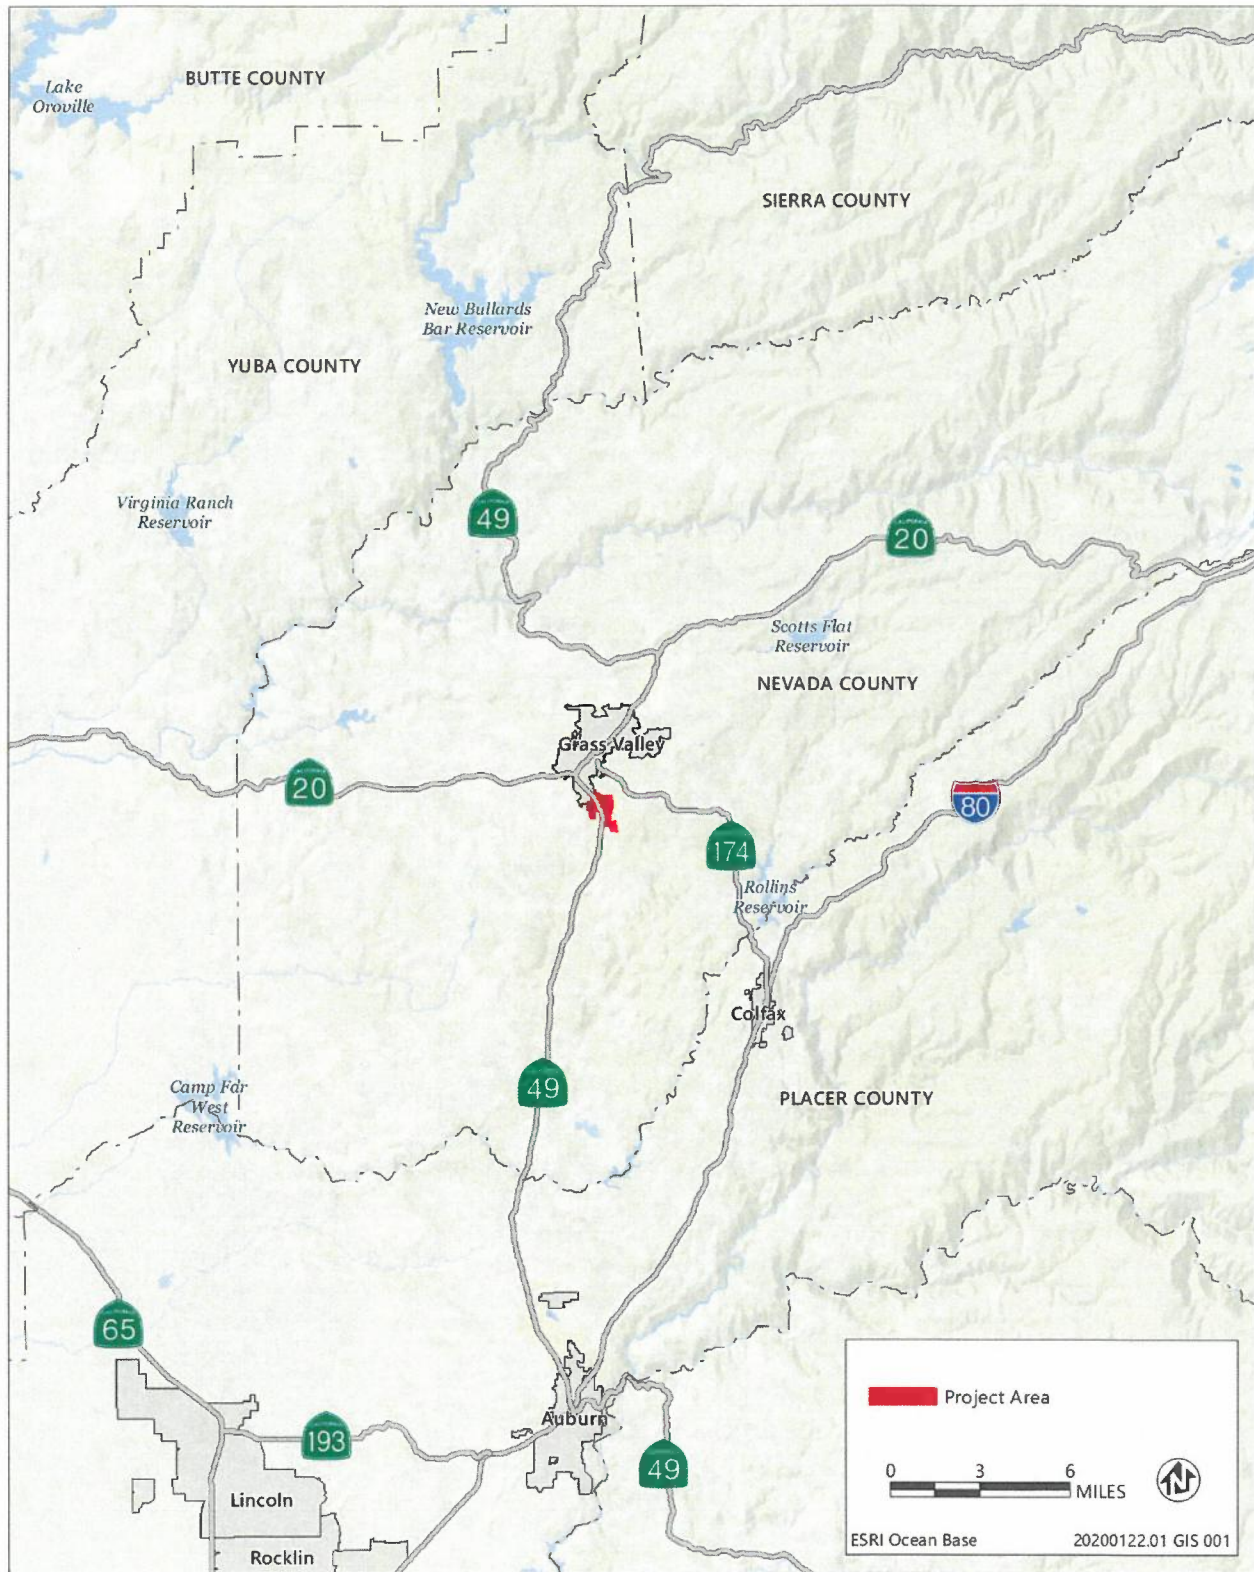 BUTTE COUNTY
Lake
Oroville
SIERRA COUNTY
New Bullards
Bar Reservoir
YUBA COUNTY
Virginia Ranch
Reservoir
49
20
Scotts Flat
Reservoir
NEVADA COUNTY
Grass Valley
20
80
174
Rollins
Reservoir
Colfax
49
Camp Far
West
Reservoir
PLACER COUNTY
65
Auburn
193
49
Lincoln
Rocklin
Project Area
0 3 6
MILES
N
ESRI Ocean Base
20200122.01 GIS 001